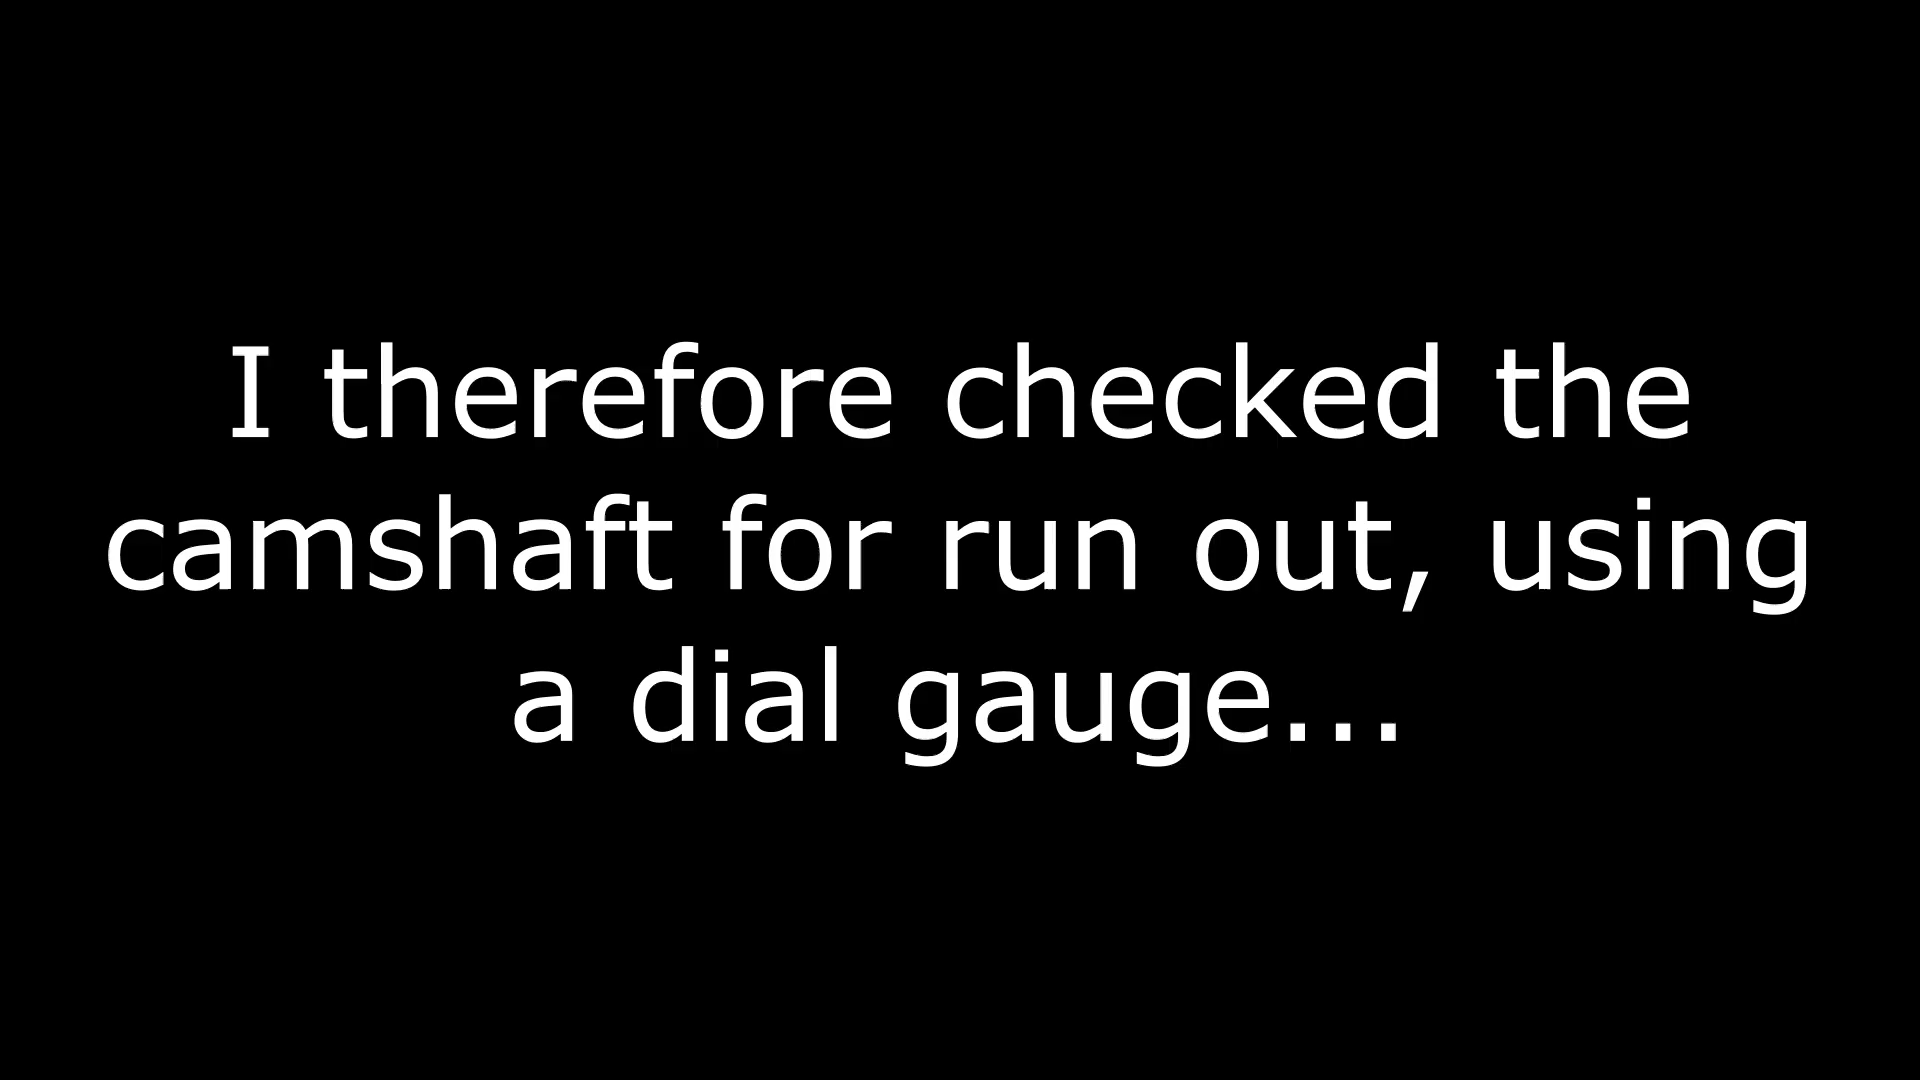 I therefore checked the
camshaft for run out, using
a dial gauge...